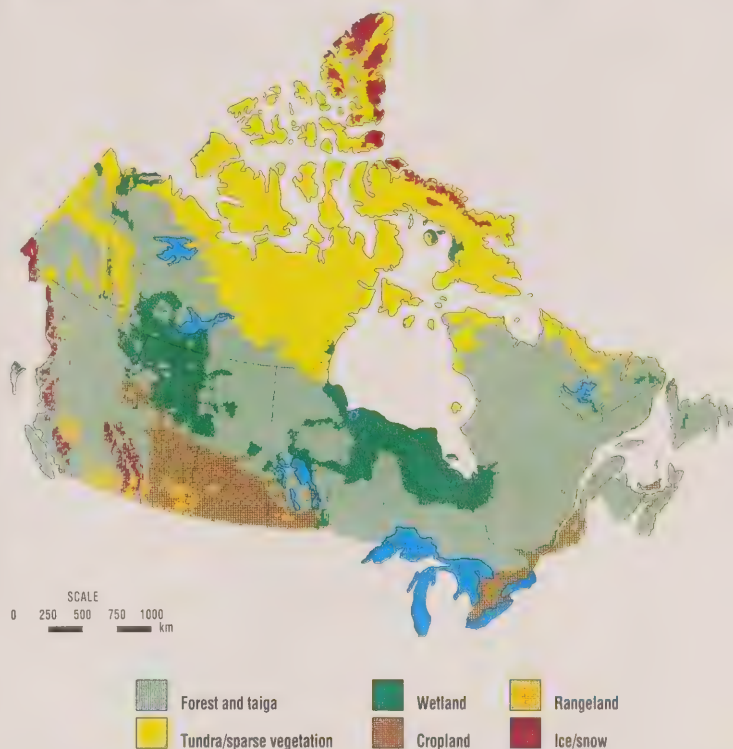 SCALE
0 250 500 750 1000
km
Forest and taiga
Wetland
Rangeland
Tundra/sparse vegetation
Cropland
Ice/snow